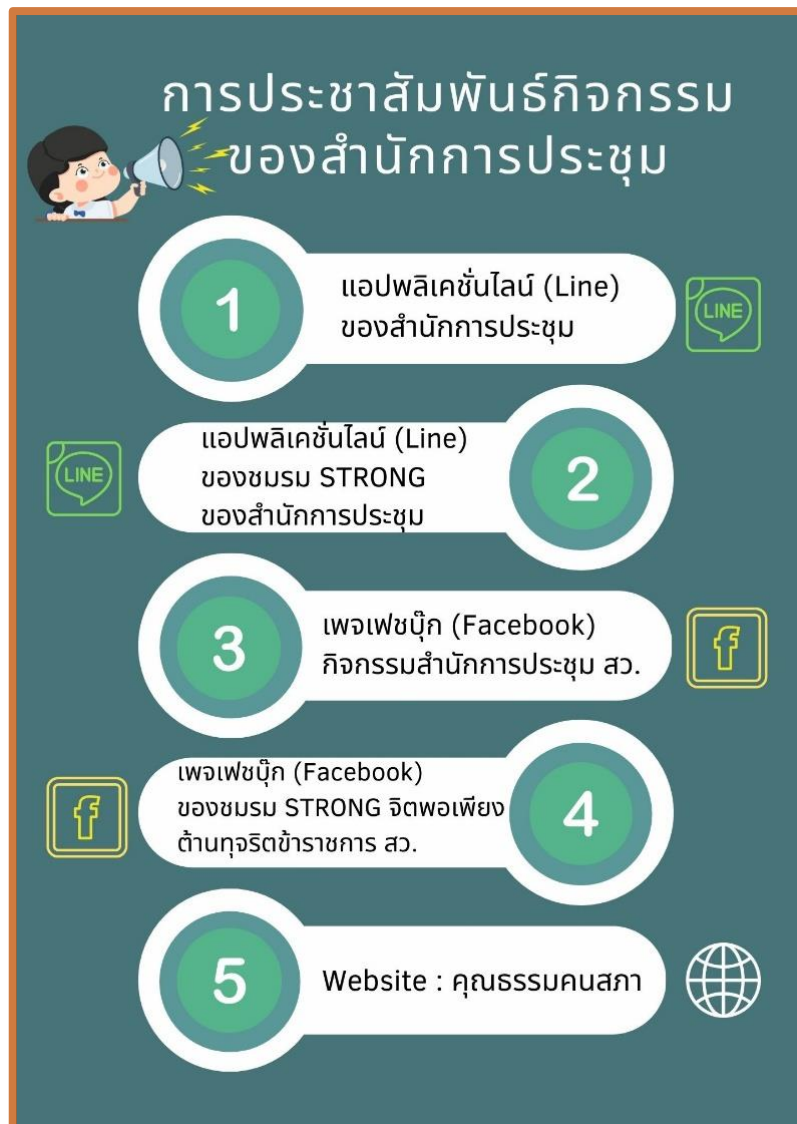 การประชาสัมพันธ์กิจกรรม
ของสำนักการประชุม
1
แอปพลิเคชั่นไลน์ (Line)
ของสำนักการประชุม
LINE
LINE
แอปพลิเคชั่นไลน์ (Line)
ของชมรม STRONG
ของสำนักการประชุม
2
3
เพจเฟซบุ๊ก (Facebook)
กิจกรรมสำนักการประชุม สว.
f
f
เพจเฟซบุ๊ก (Facebook)
ของชมรม STRONG จิตพอเพียง
ต้านทุจริตข้าราชการ สว.
4
5
Website : คุณธรรมคนสภา